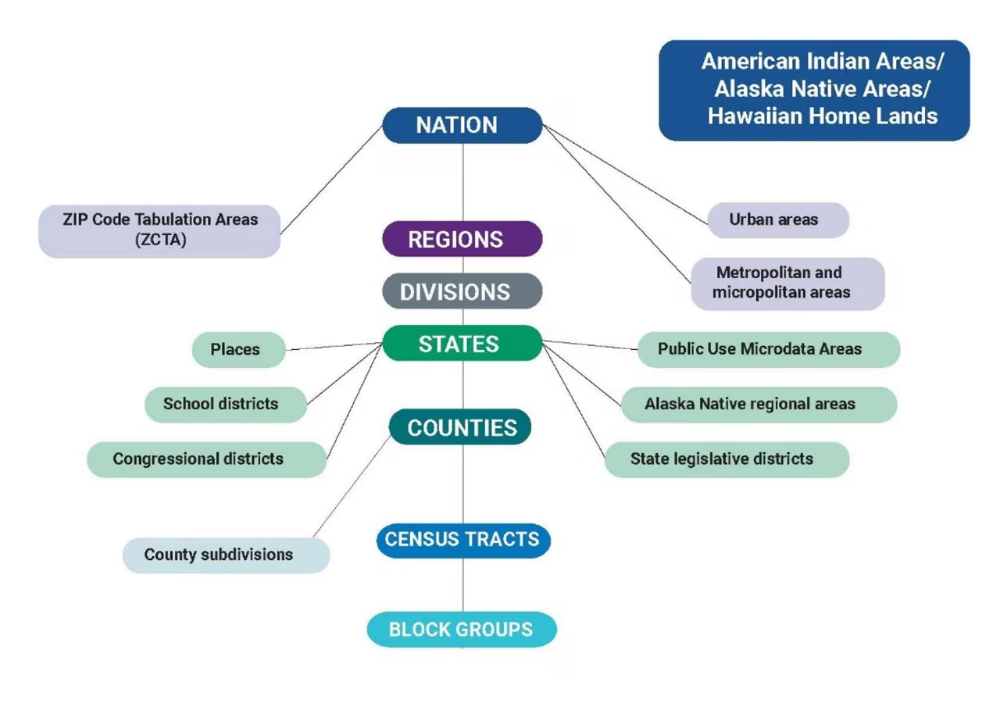 American Indian Areas/
Alaska Native Areas/
Hawaiian Home Lands
NATION
ZIP Code Tabulation Areas
(ZCTA)
Urban areas
REGIONS
Metropolitan and
micropolitan areas
DIVISIONS
Places
STATES
Public Use Microdata Areas
School districts
Alaska Native regional areas
COUNTIES
Congressional districts
State legislative districts
County subdivisions
CENSUS TRACTS
BLOCK GROUPS